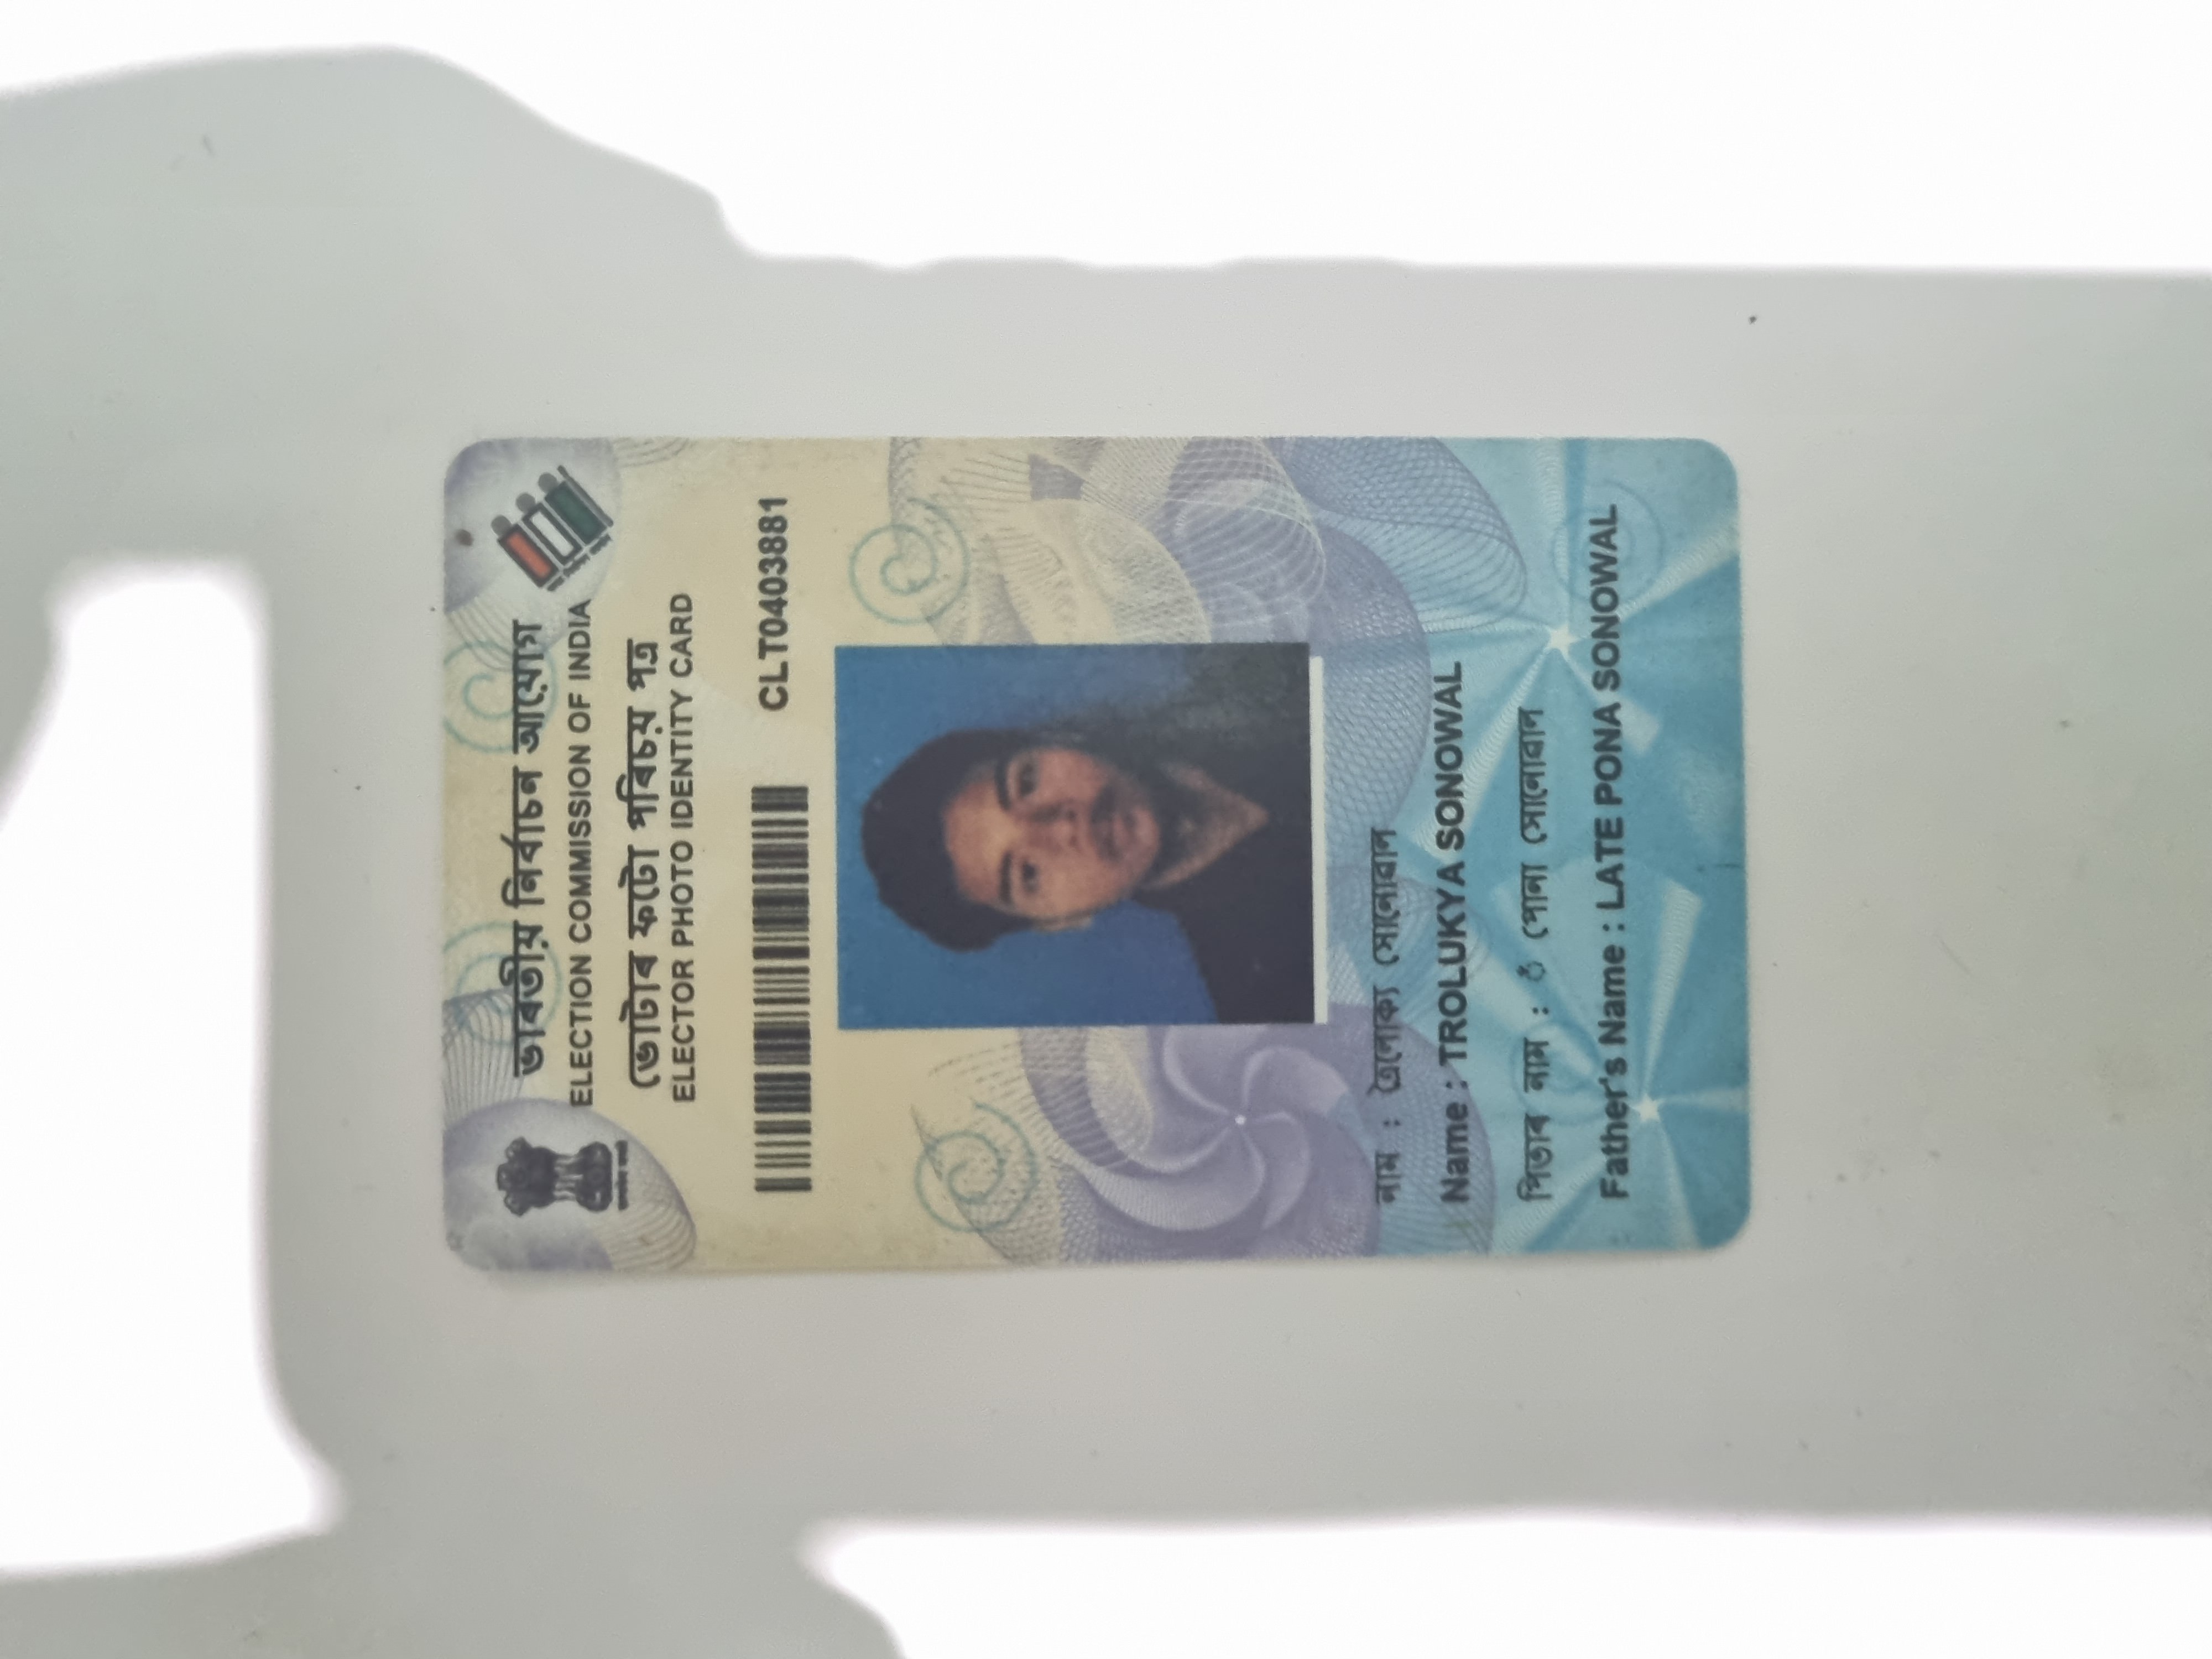 ভাৰতীয় নিৰ্বাচন আয়োগ
ELECTION COMMISSION OF INDIA
ভোটাৰ ফটো পৰিচয় পত্ৰ
ELECTOR PHOTO IDENTITY CARD
CLT0403881
নাম : ত্ৰৈলোক্য সোনোৱাল
Name : TROLUKYA SONOWAL
পিতাৰ নাম : ঁ পোনা সোনোৱাল
Father's Name : LATE PONA SONOWAL